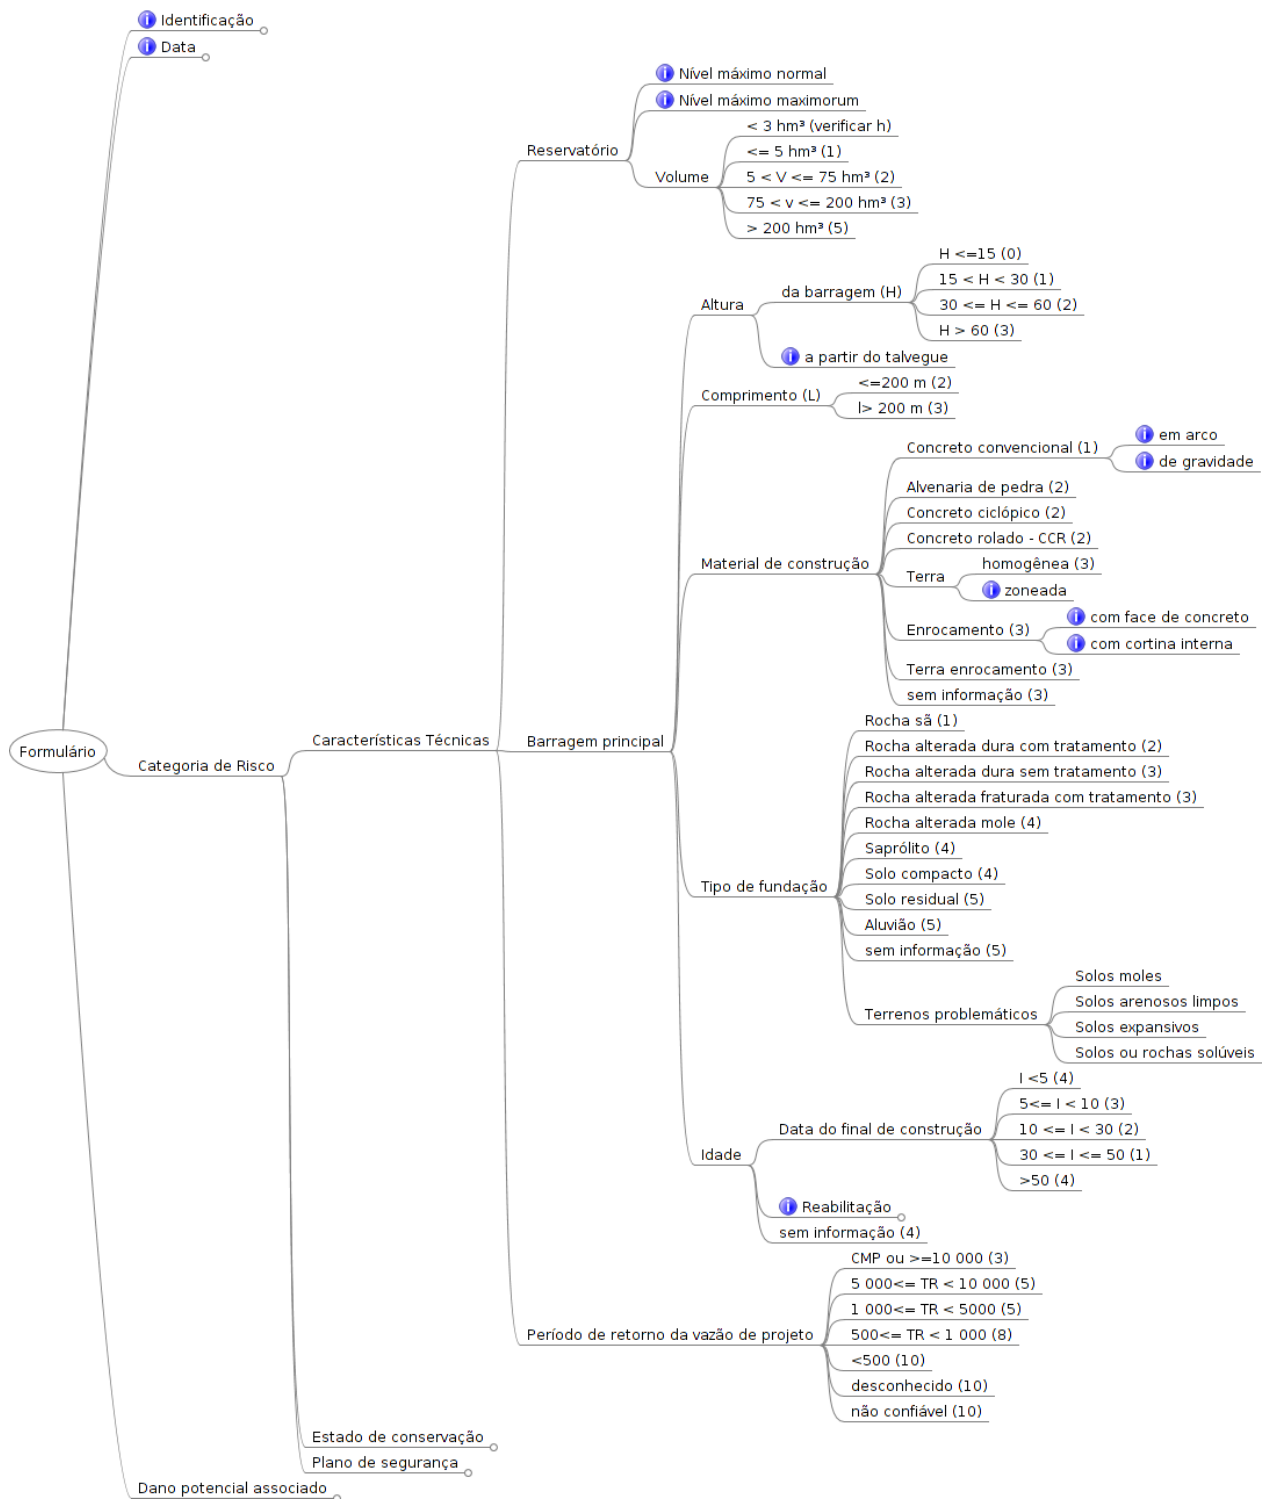 Identificação
Data
Nível máximo normal
Nível máximo maximorum
< 3 hm³ (verificar h)
Reservatório
<= 5 hm³ (1)
Volume
5 < V <= 75 hm³ (2)
75 < v <= 200 hm³ (3)
> 200 hm³ (5)
H <=15 (0)
15 < H < 30 (1)
da barragem (H)
Altura
30 <= H <= 60 (2)
H > 60 (3)
a partir do talvegue
<=200 m (2)
Comprimento (L)
l> 200 m (3)
em arco
Concreto convencional (1)
de gravidade
Alvenaria de pedra (2)
Concreto ciclópico (2)
Concreto rolado - CCR (2)
Material de construção
homogênea (3)
Terra
zoneada
com face de concreto
Enrocamento (3)
com cortina interna
Terra enrocamento (3)
sem informação (3)
Rocha sã (1)
Características Técnicas
Barragem principal
Formulário
Rocha alterada dura com tratamento (2)
Categoria de Risco
Rocha alterada dura sem tratamento (3)
Rocha alterada fraturada com tratamento (3)
Rocha alterada mole (4)
Saprólito (4)
Solo compacto (4)
Tipo de fundação
Solo residual (5)
Aluvião (5)
sem informação (5)
Solos moles
Solos arenosos limpos
Terrenos problemáticos
Solos expansivos
Solos ou rochas solúveis
I <5 (4)
5<= I < 10 (3)
Data do final de construção
10 <= I < 30 (2)
Idade
30 <= I <= 50 (1)
>50 (4)
Reabilitação
sem informação (4)
CMP ou >=10 000 (3)
5 000<= TR < 10 000 (5)
1 000<= TR < 5000 (5)
Período de retorno da vazão de projeto
500<= TR < 1 000 (8)
<500 (10)
desconhecido (10)
não confiável (10)
Estado de conservação
Plano de segurança
Dano potencial associado